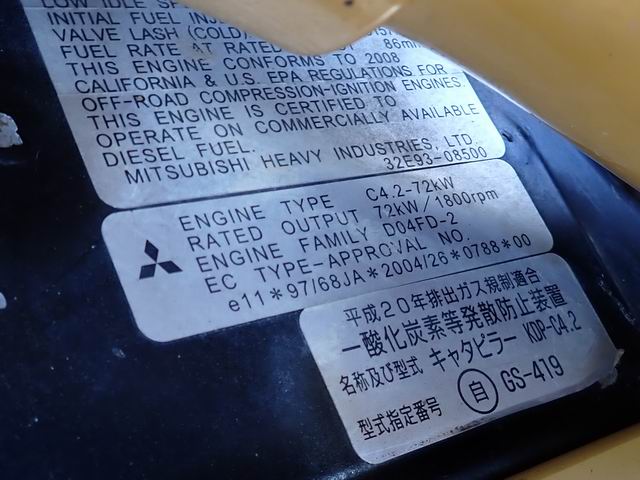 LOW IDLE SP
INITIAL FUEL INJ
VALVE LASH (COLD)
FUEL RATE AT RATED 86m
THIS ENGINE CONFORMS TO 2008
CALIFORNIA & U.S. EPA REGULATIONS FOR
OFF-ROAD COMPRESSION-IGNITION ENGINES.
THIS ENGINE IS CERTIFIED TO
OPERATE ON COMMERCIALLY AVAILABLE
DIESEL FUEL.
MITSUBISHI HEAVY INDUSTRIES, LTD.
32E93-08500
ENGINE TYPE C4.2-72kW
RATED OUTPUT 72kW/1800rpm
ENGINE FAMILY D04FD-2
EC TYPE-APPROVAL NO.
e11*97/68JA*2004/26*0788*00
平成20年排出ガス規制適合
一酸化炭素等発散防止装置
名称及び型式 キャタピラー KDP-C4.2
型式指定番号 自 GS-419